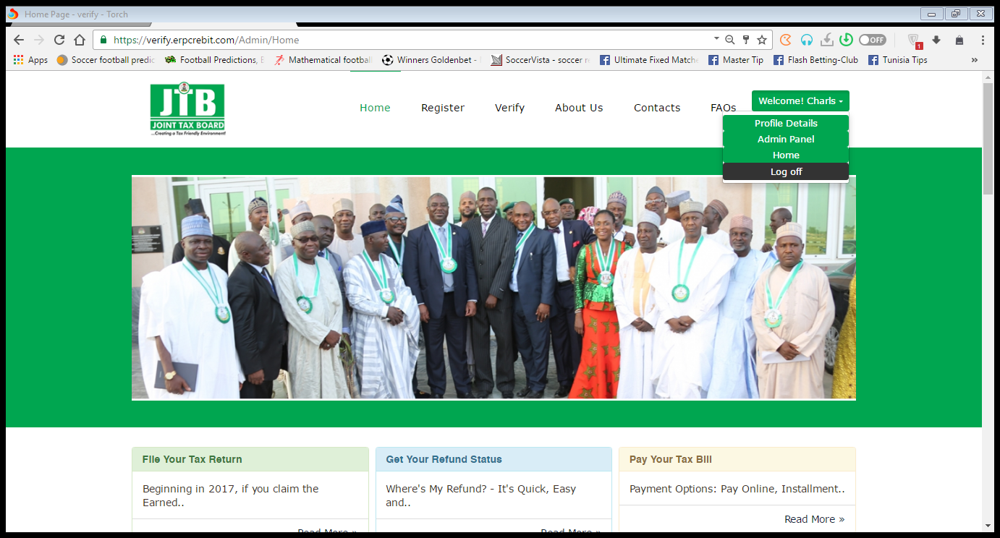 Home Page - verify - Torch
https://verify.erpcrebit.com/Admin/Home
OFF
1
Apps
Soccer football predic
Football Predictions, E
Mathematical football
Winners Goldenbet -
SoccerVista - soccer re
Ultimate Fixed Matche
Master Tip
Flash Betting-Club
Tunisia Tips
»
JTB
JOINT TAX BOARD
...Creating a Tax Friendly Environment!
Home
Register
Verify
About Us
Contacts
FAQs
Welcome! Charls
Profile Details
Admin Panel
Home
Log off
File Your Tax Return
Beginning in 2017, if you claim the
Earned..
Read More »
Get Your Refund Status
Where's My Refund? - It's Quick, Easy
and..
Read More »
Pay Your Tax Bill
Payment Options: Pay Online, Installment..
Read More »